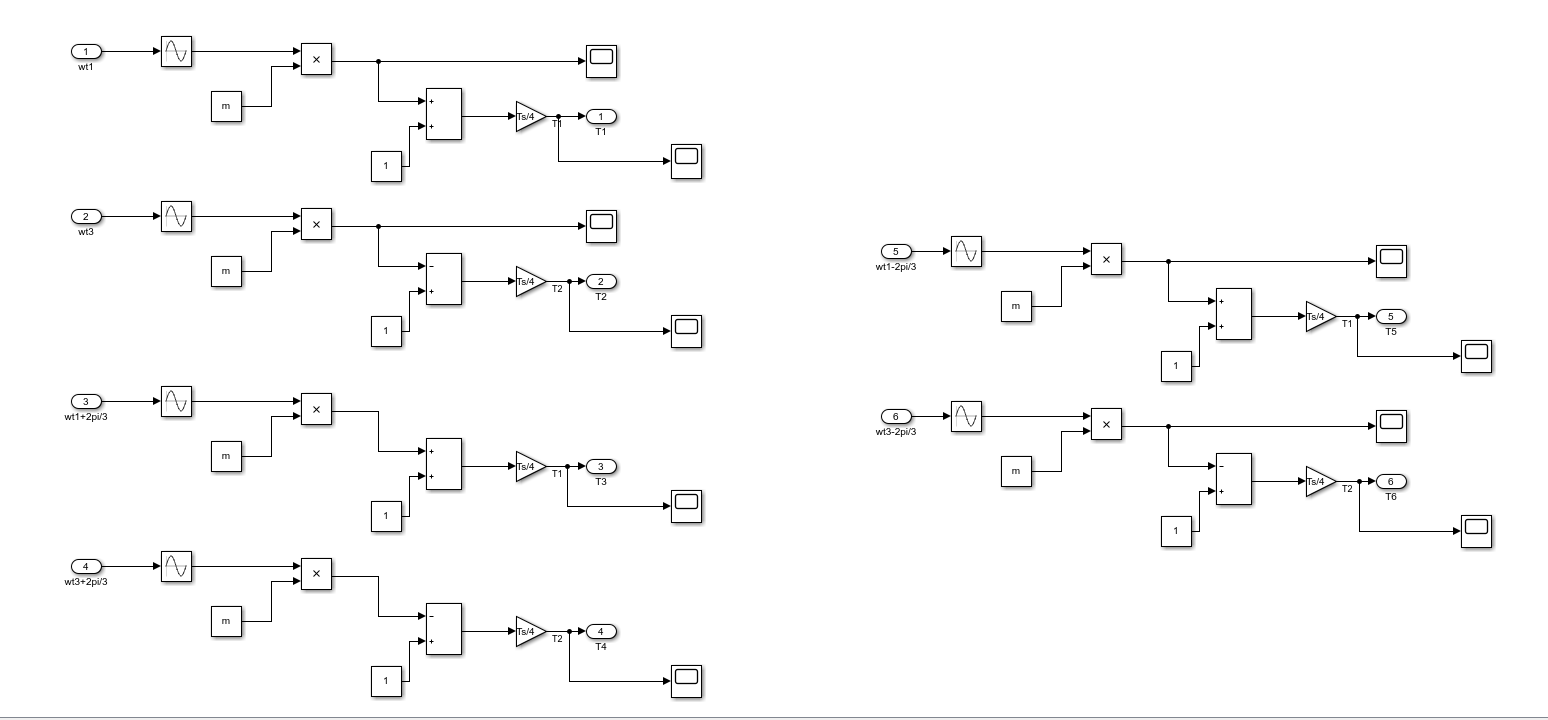 1
wt1
×
m
+
+
1
Ts/4
T1
1
T1
2
wt3
×
m
−
+
1
Ts/4
T2
2
T2
3
wt1+2pi/3
×
m
+
+
1
Ts/4
T1
3
T3
4
wt3+2pi/3
×
m
−
+
1
Ts/4
T2
4
T4
5
wt1-2pi/3
×
m
+
+
1
Ts/4
T1
5
T5
6
wt3-2pi/3
×
m
−
+
1
Ts/4
T2
6
T6